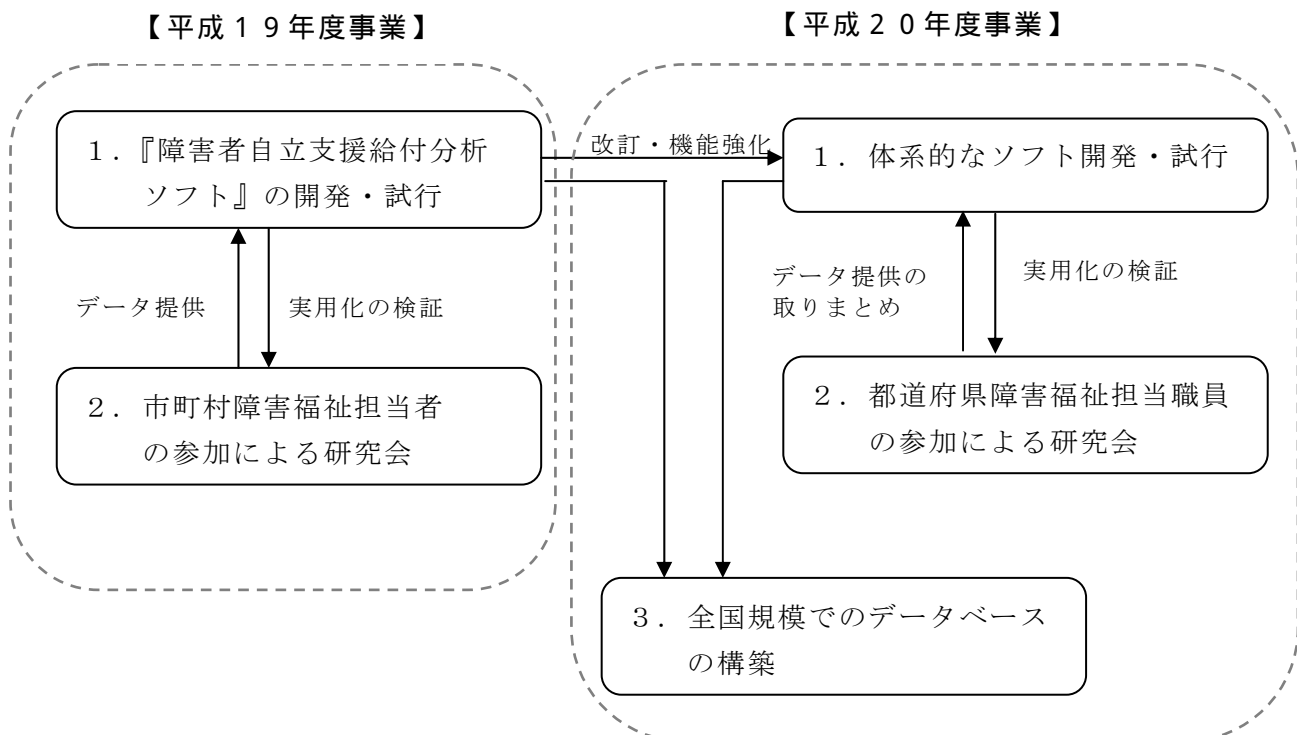 【平成１９年度事業】
１．『障害者自立支援給付分析
ソフト』の開発・試行
データ提供
実用化の検証
２．市町村障害福祉担当者
の参加による研究会
改訂・機能強化
【平成２０年度事業】
１．体系的なソフト開発・試行
データ提供の
取りまとめ
実用化の検証
２．都道府県障害福祉担当職員
の参加による研究会
３．全国規模でのデータベース
の構築